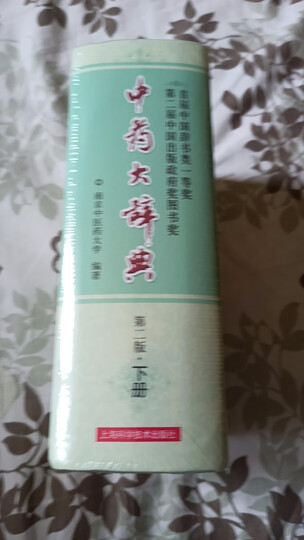 首届中国辞书类一等奖
第二届中国出版政府奖图书奖
中药大辞典
南京中医药大学 编著
第二版·下册
上海科学技术出版社